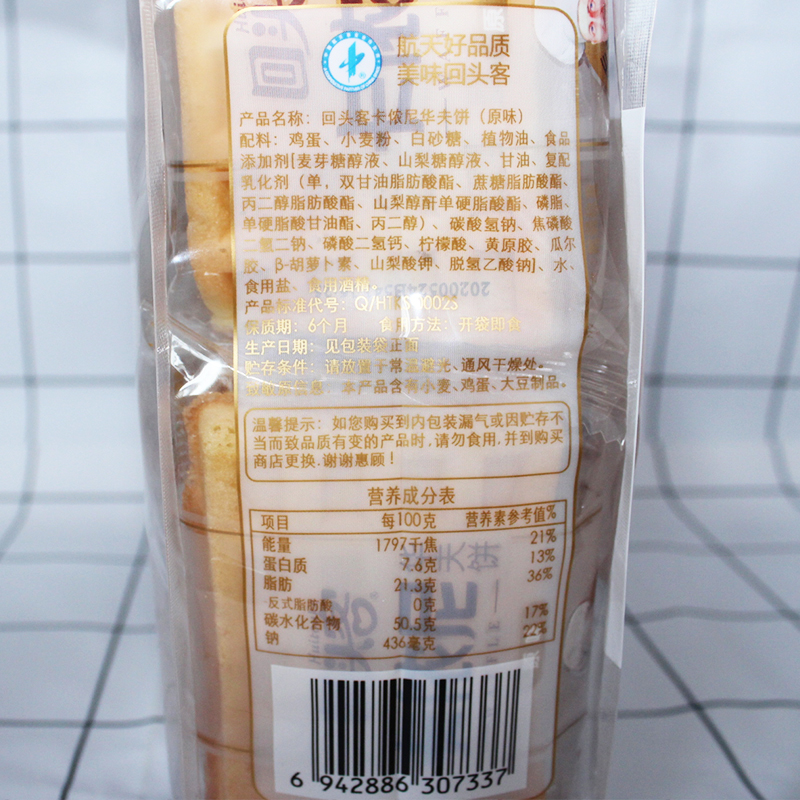 航天好品质
美味回头客
产品名称：回头客卡侬尼华夫饼（原味）
配料：鸡蛋、小麦粉、白砂糖、植物油、食品
添加剂[麦芽糖醇液、山梨糖醇液、甘油、复配
乳化剂（单，双甘油脂肪酸酯、蔗糖脂肪酸酯、
丙二醇脂肪酸酯、山梨醇酐单硬脂酸酯、磷脂、
单硬脂酸甘油酯、丙二醇）、碳酸氢钠、焦磷酸
二氢二钠、磷酸二氢钙、柠檬酸、黄原胶、瓜尔
胶、β-胡萝卜素、山梨酸钾、脱氢乙酸钠]、水、
食用盐、食用酒精。
产品标准代号：
保质期：6个月 食用方法：开袋即食
生产日期：见包装袋正面
贮存条件：请放置于常温避光、通风干燥处。
本产品含有小麦、鸡蛋、大豆制品。
温馨提示：如您购买到内包装漏气或因贮存不
当而致品质有变的产品时,请勿食用,并到购买
商店更换.谢谢惠顾！
营养成分表
项目 每100克 营养素参考值%
能量 1797千焦 21%
蛋白质 7.6克 13%
脂肪 21.3克 36%
反式脂肪酸 0克
碳水化合物 50.5克 17%
钠 436毫克 22%
6 942886 307337